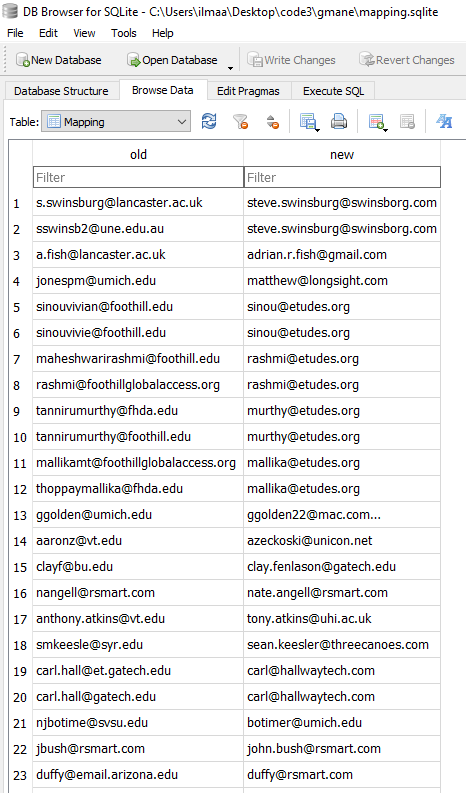 DB Browser for SQLite - C:\Users\ilmaa\Desktop\code3\gmane\mapping.sqlite
File Edit View Tools Help
New Database Open Database Write Changes Revert Changes
Database Structure Browse Data Edit Pragmas Execute SQL
Table: Mapping
old new
Filter Filter
1 s.swinsburg@lancaster.ac.uk steve.swinsburg@swinsborg.com
2 sswinsb2@une.edu.au steve.swinsburg@swinsborg.com
3 a.fish@lancaster.ac.uk adrian.r.fish@gmail.com
4 jonespm@umich.edu matthew@longsight.com
5 sinouvivian@foothill.edu sinou@etudes.org
6 sinouvivie@foothill.edu sinou@etudes.org
7 maheshwarirashmi@foothill.edu rashmi@etudes.org
8 rashmi@foothillglobalaccess.org rashmi@etudes.org
9 tannirumurthy@fhda.edu murthy@etudes.org
10 tannirumurthy@foothill.edu murthy@etudes.org
11 mallikamt@foothillglobalaccess.org mallika@etudes.org
12 thoppaymallika@fhda.edu mallika@etudes.org
13 ggolden@umich.edu ggolden22@mac.com...
14 aaronz@vt.edu azeckoski@unicon.net
15 clayf@bu.edu clay.fenlason@gatech.edu
16 nangell@rsmart.com nate.angell@rsmart.com
17 anthony.atkins@vt.edu tony.atkins@uhi.ac.uk
18 smkeesle@syr.edu sean.keesler@threecanoes.com
19 carl.hall@et.gatech.edu carl@hallwaytech.com
20 carl.hall@gatech.edu carl@hallwaytech.com
21 njbotime@svsu.edu botimer@umich.edu
22 jbush@rsmart.com john.bush@rsmart.com
23 duffy@email.arizona.edu duffy@rsmart.com